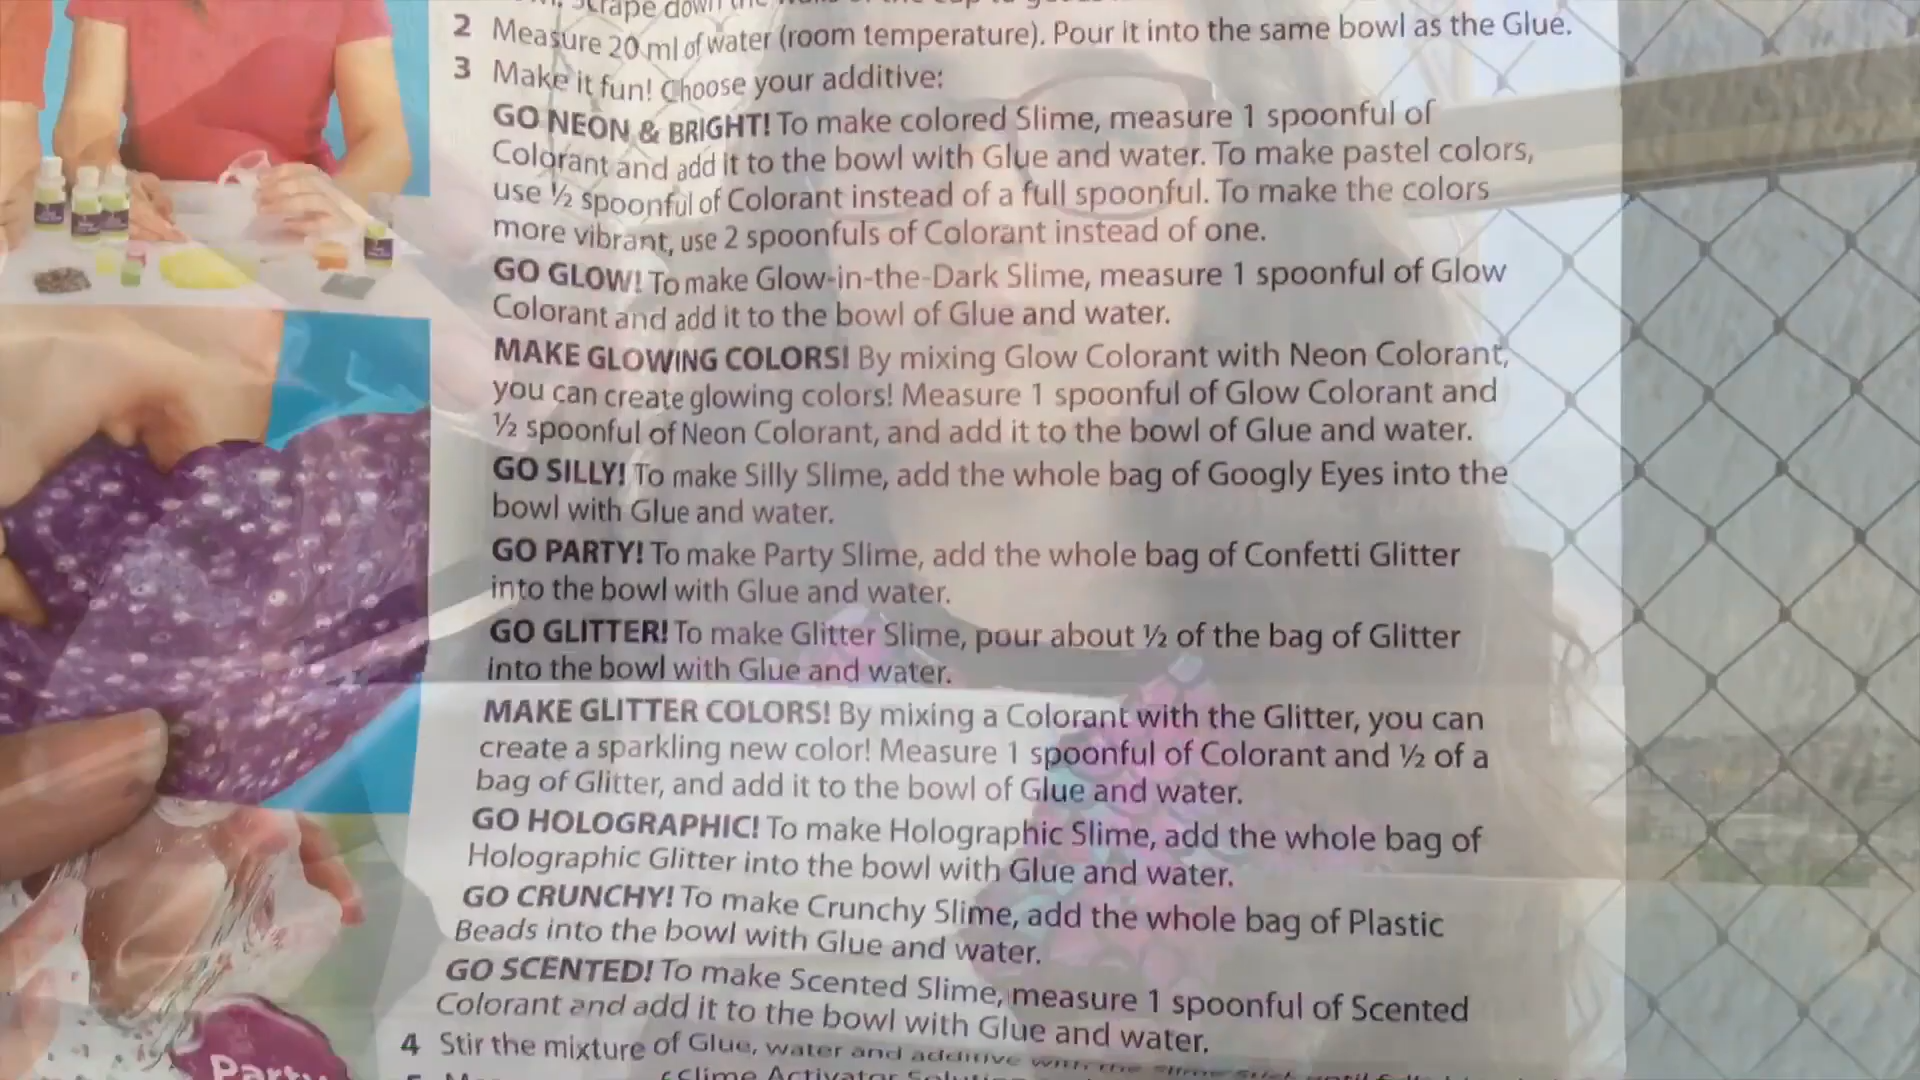 scrape down the
2 Measure 20 ml of water (room temperature). Pour it into the same bowl as the Glue.
3 Make it fun! Choose your additive:
GO NEON & BRIGHT! To make colored Slime, measure 1 spoonful of
Colorant and add it to the bowl with Glue and water. To make pastel colors,
use ½ spoonful of Colorant instead of a full spoonful. To make the colors
more vibrant, use 2 spoonfuls of Colorant instead of one.
GO GLOW! To make Glow-in-the-Dark Slime, measure 1 spoonful of Glow
Colorant and add it to the bowl of Glue and water.
MAKE GLOWING COLORS! By mixing Glow Colorant with Neon Colorant,
you can create glowing colors! Measure 1 spoonful of Glow Colorant and
½ spoonful of Neon Colorant, and add it to the bowl of Glue and water.
GO SILLY! To make Silly Slime, add the whole bag of Googly Eyes into the
bowl with Glue and water.
GO PARTY! To make Party Slime, add the whole bag of Confetti Glitter
into the bowl with Glue and water.
GO GLITTER! To make Glitter Slime, pour about ½ of the bag of Glitter
into the bowl with Glue and water.
MAKE GLITTER COLORS! By mixing a Colorant with the Glitter, you can
create a sparkling new color! Measure 1 spoonful of Colorant and ½ of a
bag of Glitter, and add it to the bowl of Glue and water.
GO HOLOGRAPHIC! To make Holographic Slime, add the whole bag of
Holographic Glitter into the bowl with Glue and water.
GO CRUNCHY! To make Crunchy Slime, add the whole bag of Plastic
Beads into the bowl with Glue and water.
GO SCENTED! To make Scented Slime, measure 1 spoonful of Scented
Colorant and add it to the bowl with Glue and water.
4 Stir the mixture of Glue, water and additive with the
Slime Activator
Party